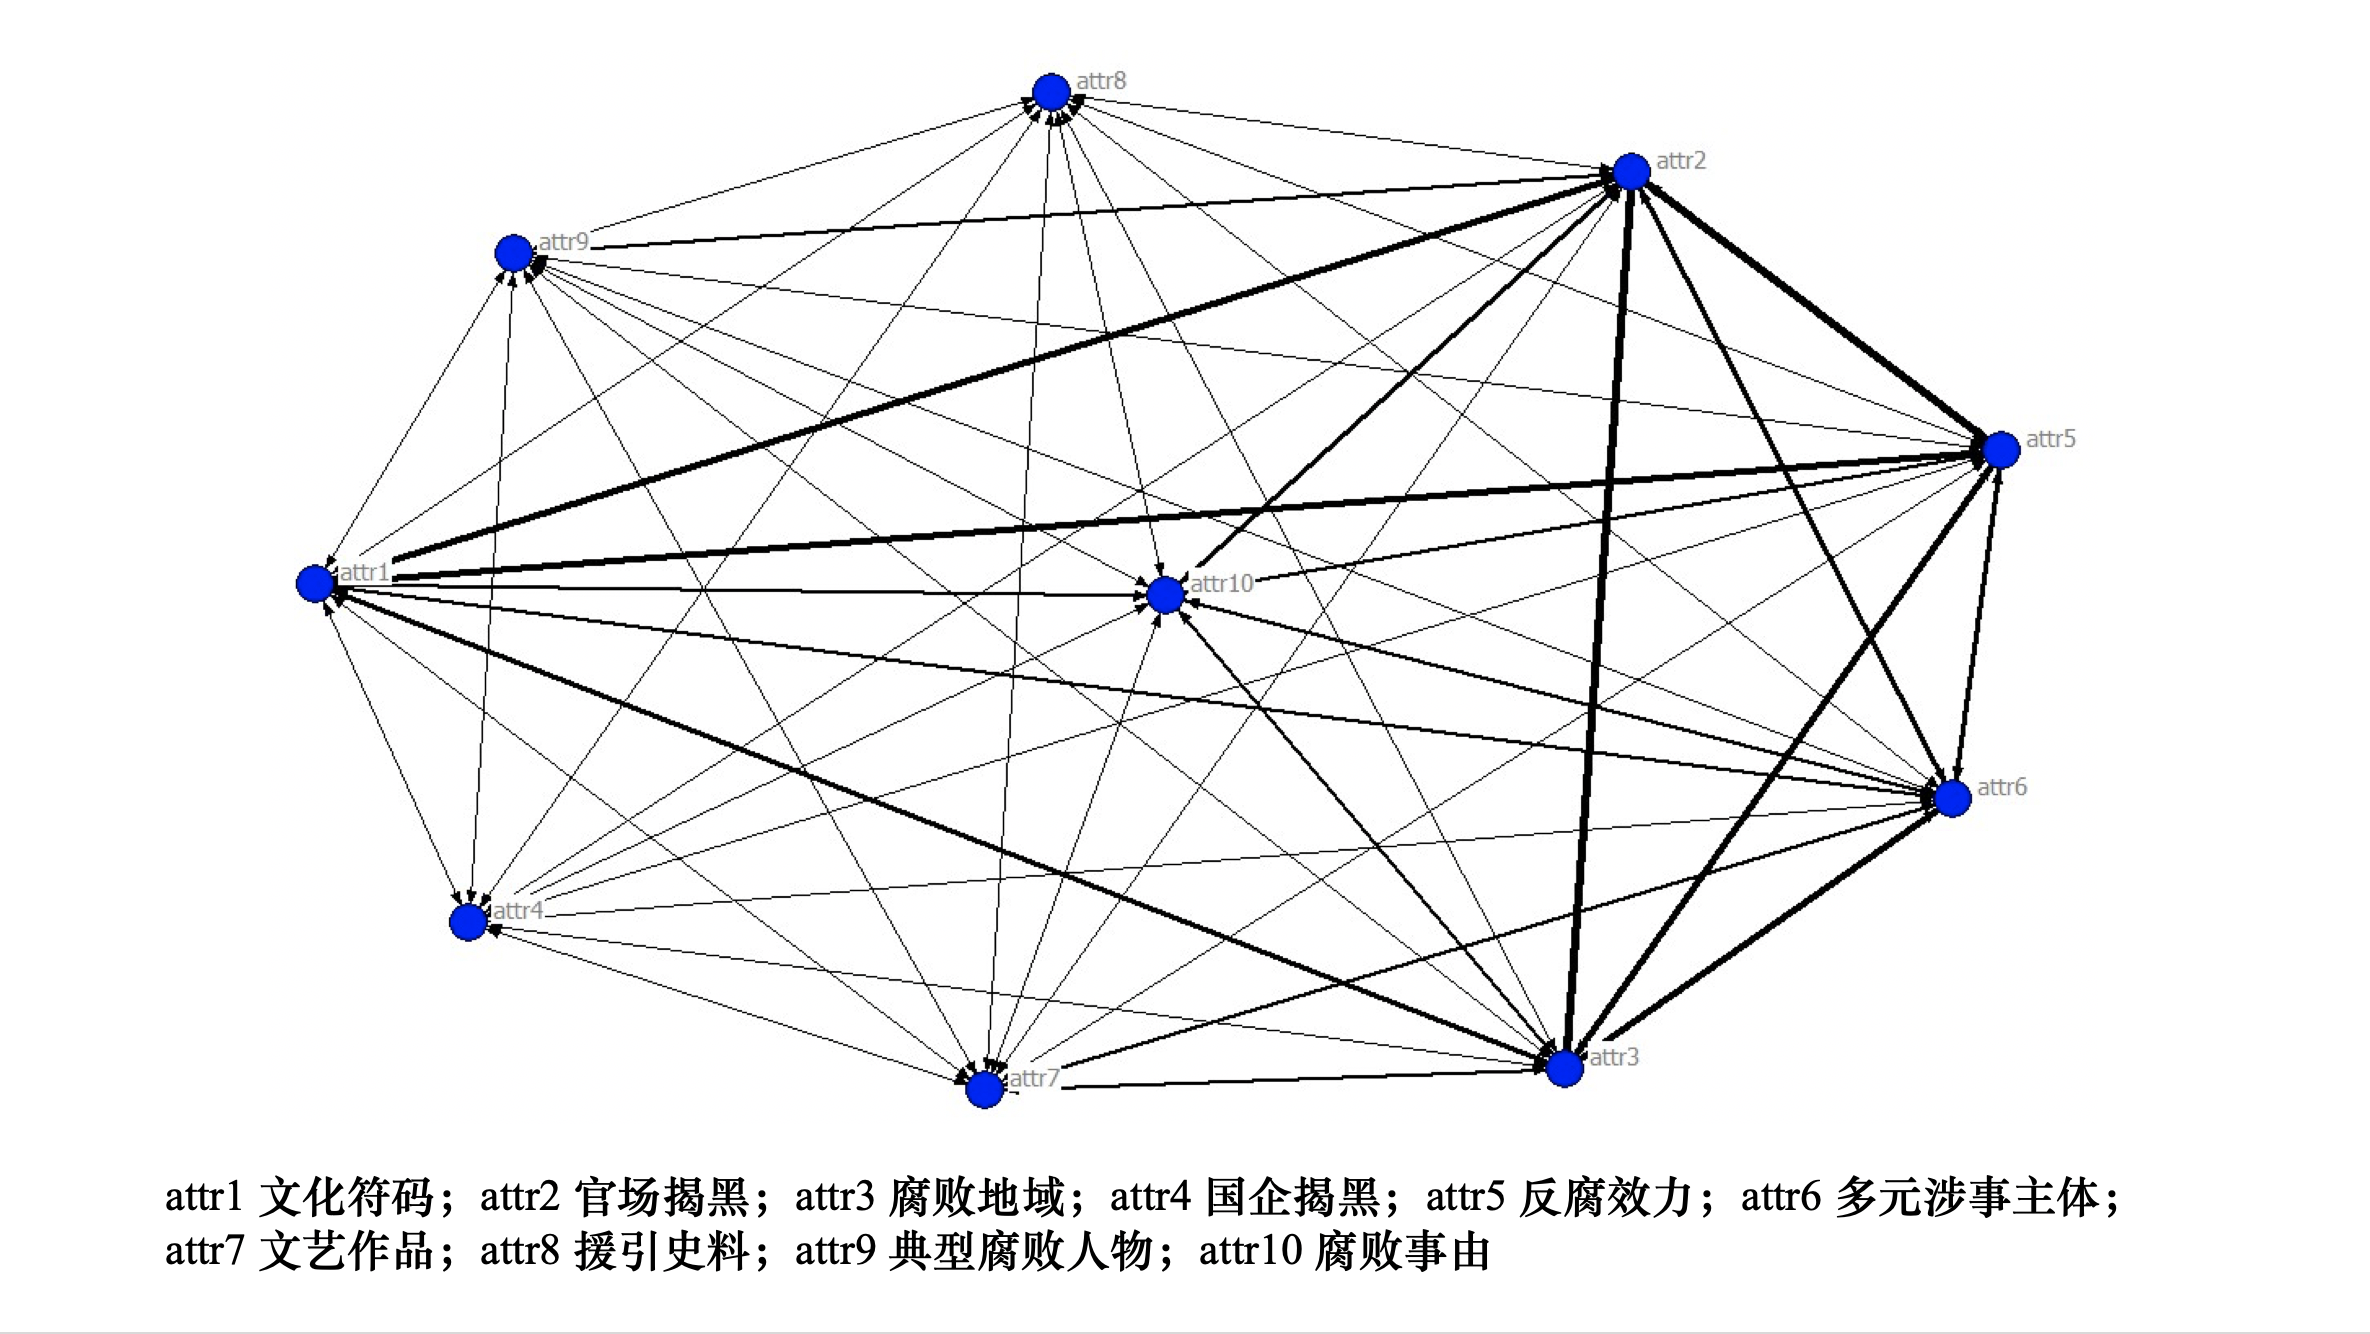 attr8
attr2
attr9
attr5
attr1
attr10
attr6
attr4
attr3
attr7
attr1 文化符码；attr2 官场揭黑；attr3 腐败地域；attr4 国企揭黑；attr5 反腐效力；attr6 多元涉事主体；
attr7 文艺作品；attr8 援引史料；attr9 典型腐败人物；attr10 腐败事由